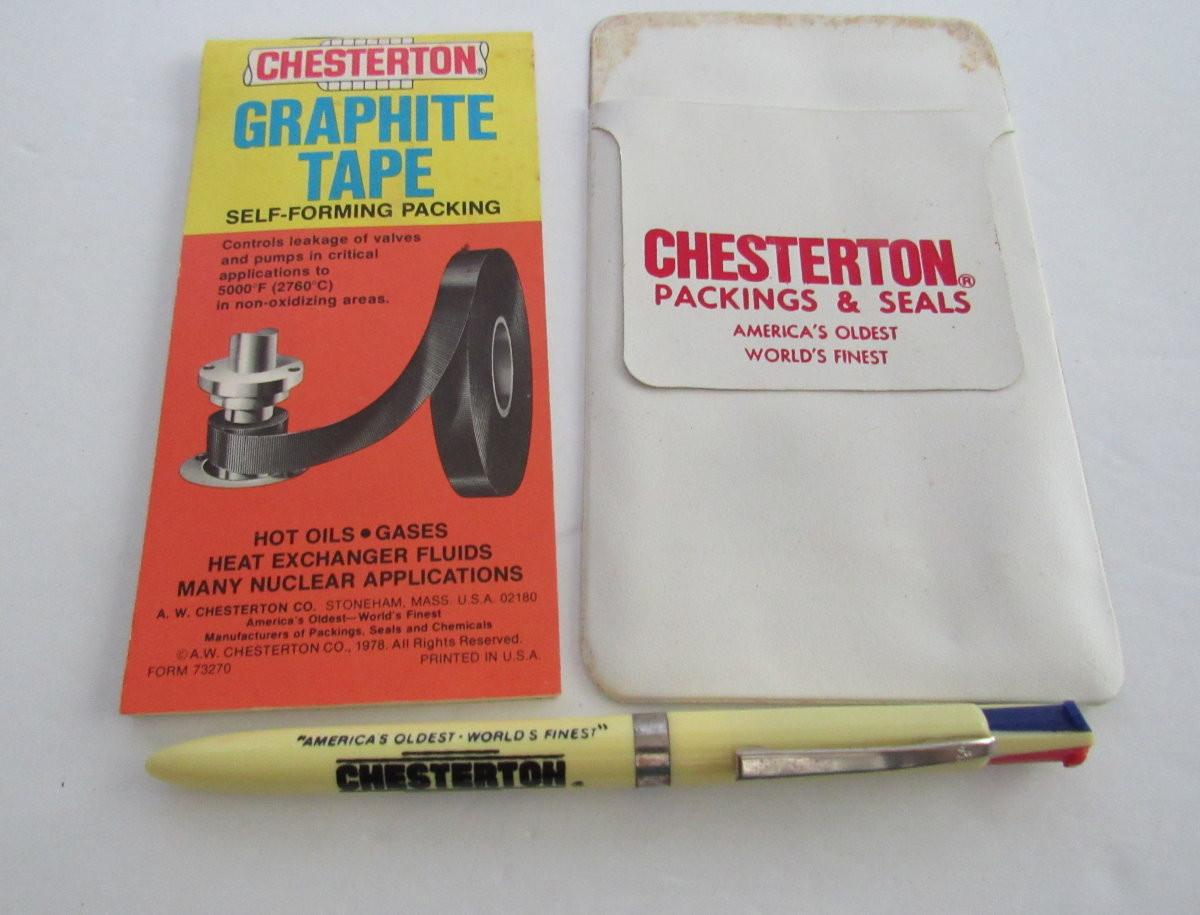 CHESTERTON®
GRAPHITE
TAPE
SELF-FORMING PACKING
Controls leakage of valves
and pumps in critical
applications to
5000°F (2760°C)
in non-oxidizing areas.
HOT OILS • GASES
HEAT EXCHANGER FLUIDS
MANY NUCLEAR APPLICATIONS
A. W. CHESTERTON CO. STONEHAM, MASS. U.S.A. 02180
America's Oldest—World's Finest
Manufacturers of Packings, Seals and Chemicals
©A.W. CHESTERTON CO., 1978. All Rights Reserved.
FORM 73270 PRINTED IN U.S.A.
CHESTERTON®
PACKINGS & SEALS
AMERICA'S OLDEST
WORLD'S FINEST
"AMERICA'S OLDEST · WORLD'S FINEST"
CHESTERTON